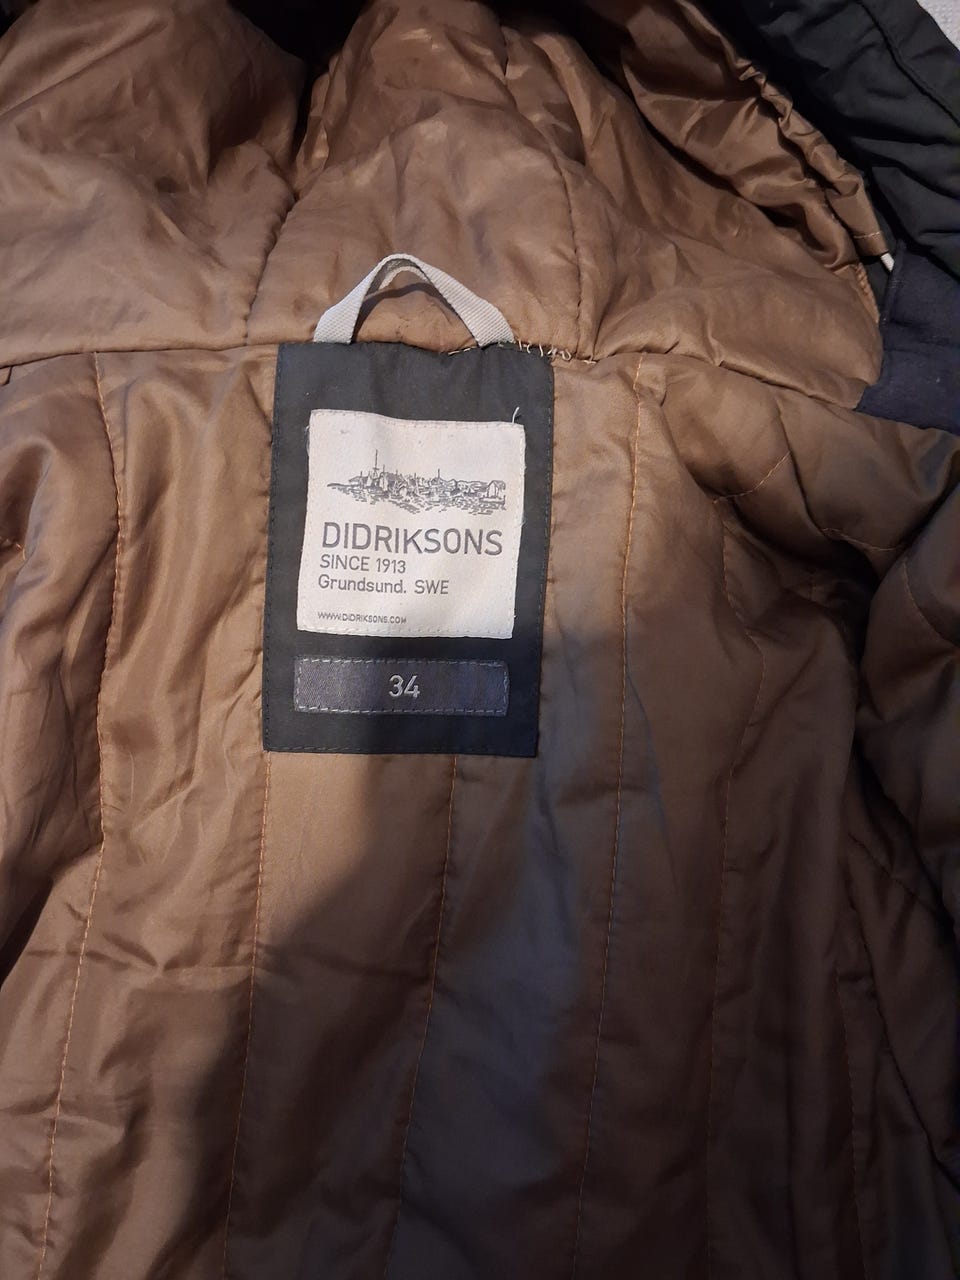 DIDRIKSONS
SINCE 1913
Grundsund. SWE
WWW.DIDRIKSONS.COM
34